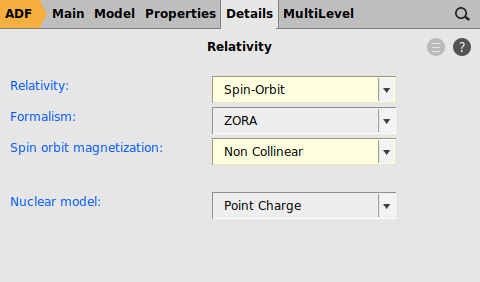 ADF Main Model Properties Details MultiLevel
Relativity
Relativity: Spin-Orbit
Formalism: ZORA
Spin orbit magnetization: Non Collinear
Nuclear model: Point Charge